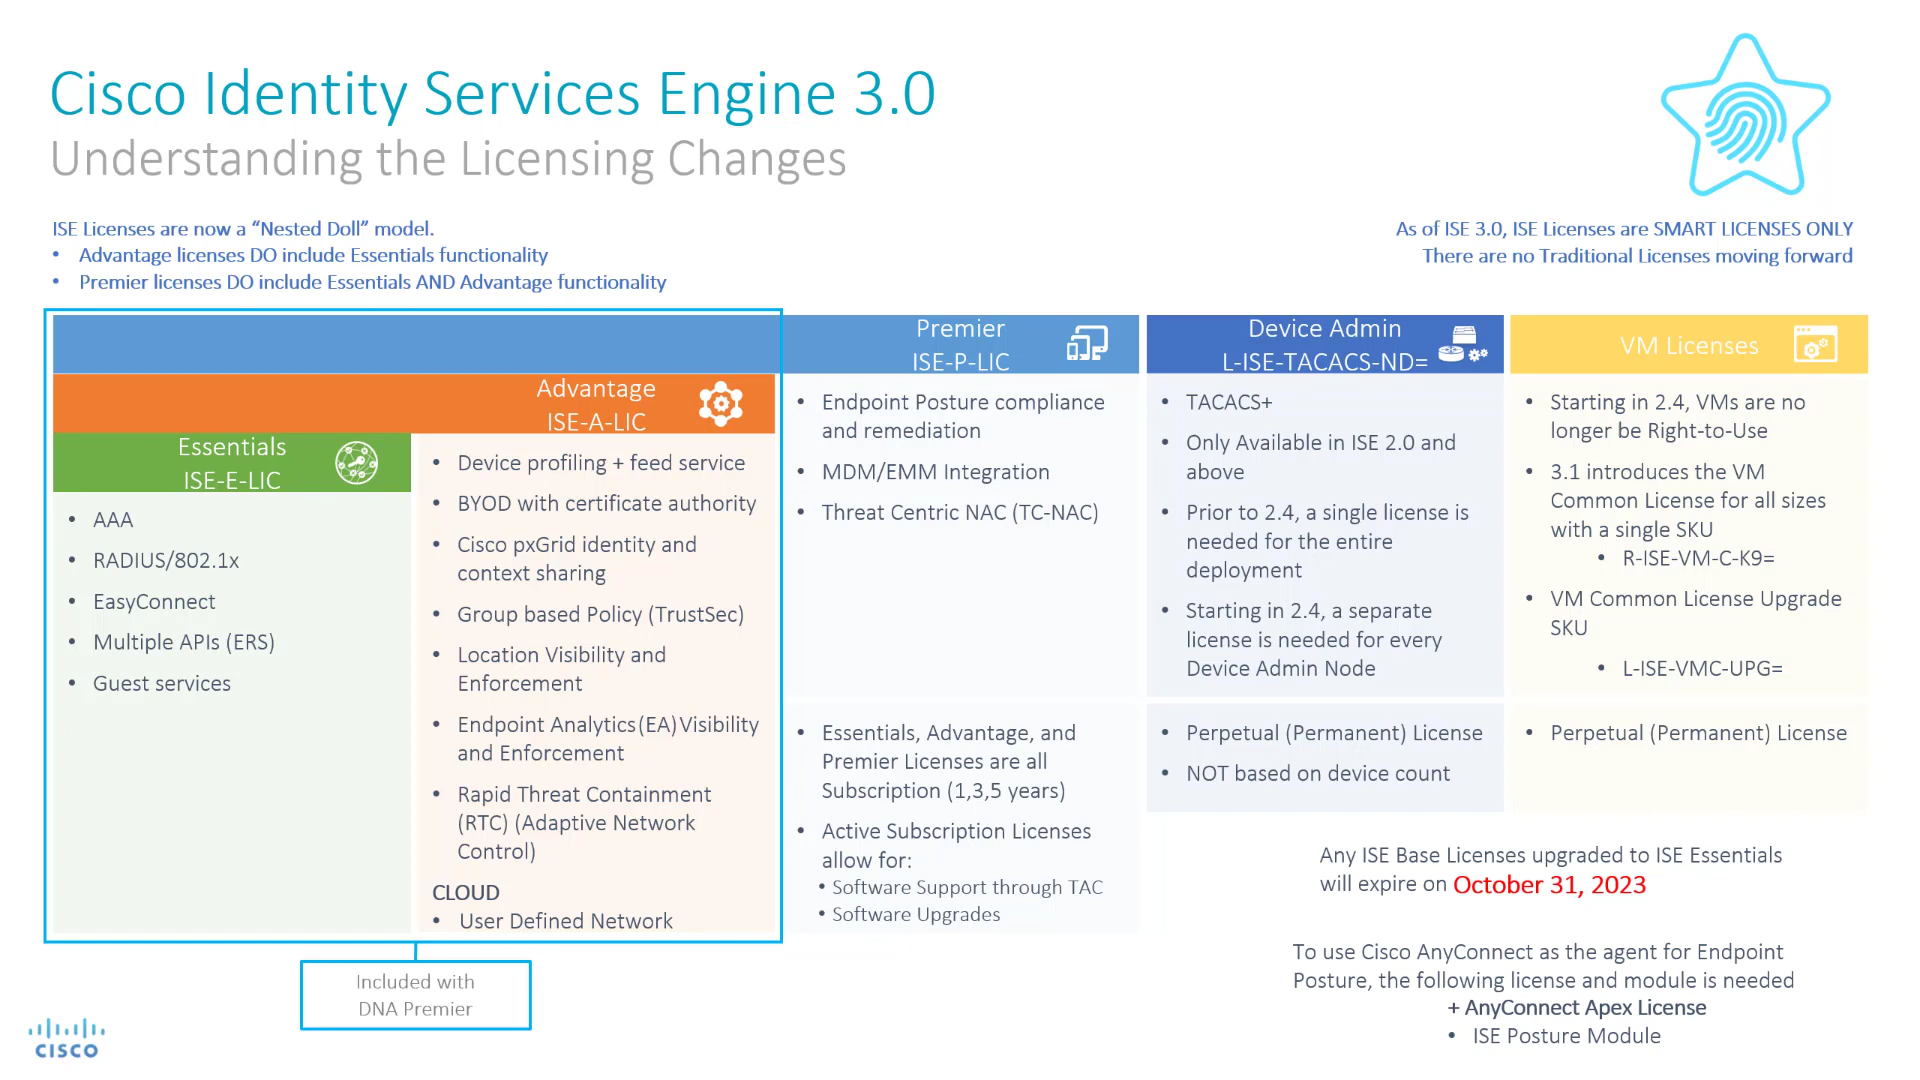 Cisco Identity Services Engine 3.0
Understanding the Licensing Changes
ISE Licenses are now a “Nested Doll” model.
• Advantage licenses DO include Essentials functionality
• Premier licenses DO include Essentials AND Advantage functionality
As of ISE 3.0, ISE Licenses are SMART LICENSES ONLY
There are no Traditional Licenses moving forward
Essentials
ISE-E-LIC
• AAA
• RADIUS/802.1x
• EasyConnect
• Multiple APIs (ERS)
• Guest services
Advantage
ISE-A-LIC
• Device profiling + feed service
• BYOD with certificate authority
• Cisco pxGrid identity and
context sharing
• Group based Policy (TrustSec)
• Location Visibility and
Enforcement
• Endpoint Analytics (EA) Visibility
and Enforcement
• Rapid Threat Containment
(RTC) (Adaptive Network
Control)
CLOUD
• User Defined Network
Included with
DNA Premier
Premier
ISE-P-LIC
• Endpoint Posture compliance
and remediation
• MDM/EMM Integration
• Threat Centric NAC (TC-NAC)
• Essentials, Advantage, and
Premier Licenses are all
Subscription (1,3,5 years)
• Active Subscription Licenses
allow for:
• Software Support through TAC
• Software Upgrades
Device Admin
L-ISE-TACACS-ND=
• TACACS+
• Only Available in ISE 2.0 and
above
• Prior to 2.4, a single license is
needed for the entire
deployment
• Starting in 2.4, a separate
license is needed for every
Device Admin Node
• Perpetual (Permanent) License
• NOT based on device count
VM Licenses
• Starting in 2.4, VMs are no
longer be Right-to-Use
• 3.1 introduces the VM
Common License for all sizes
with a single SKU
• R-ISE-VM-C-K9=
• VM Common License Upgrade
SKU
• L-ISE-VMC-UPG=
• Perpetual (Permanent) License
Any ISE Base Licenses upgraded to ISE Essentials
will expire on October 31, 2023
To use Cisco AnyConnect as the agent for Endpoint
Posture, the following license and module is needed
+ AnyConnect Apex License
• ISE Posture Module
CISCO